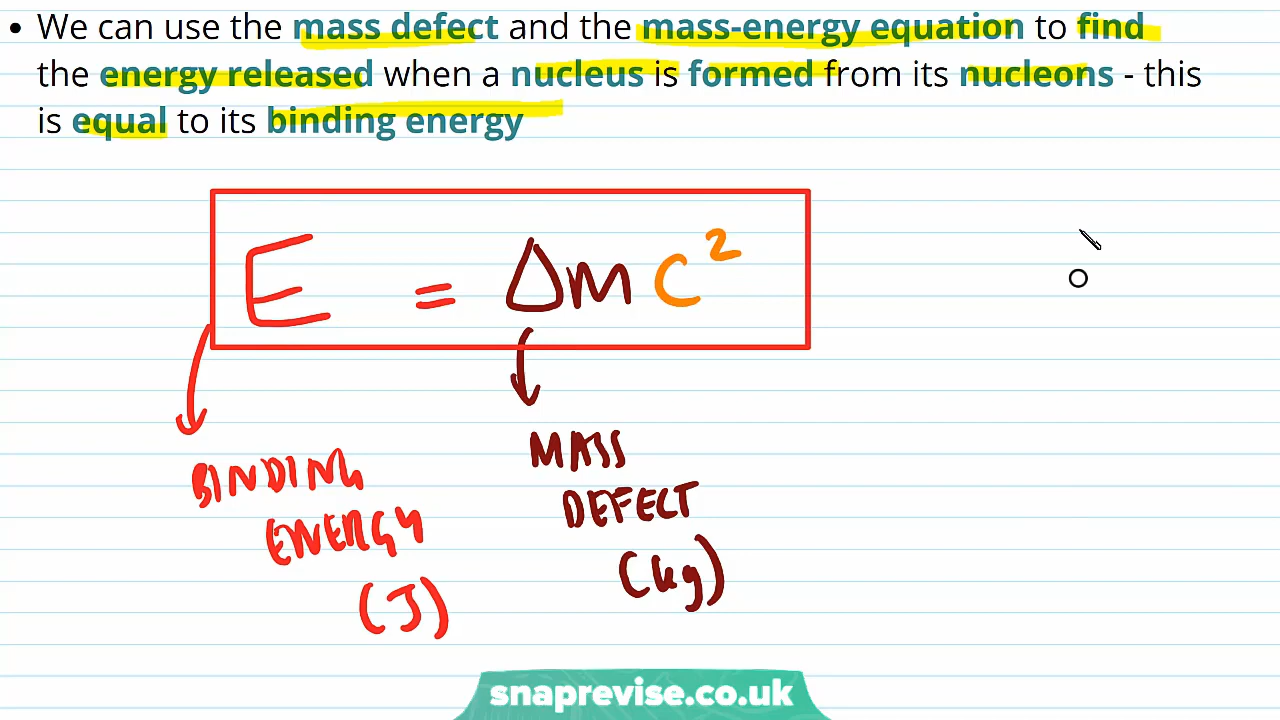 • We can use the mass defect and the mass-energy equation to find
the energy released when a nucleus is formed from its nucleons - this
is equal to its binding energy
E = Δm c²
BINDING
ENERGY
(J)
MASS
DEFECT
(kg)
snaprevise.co.uk